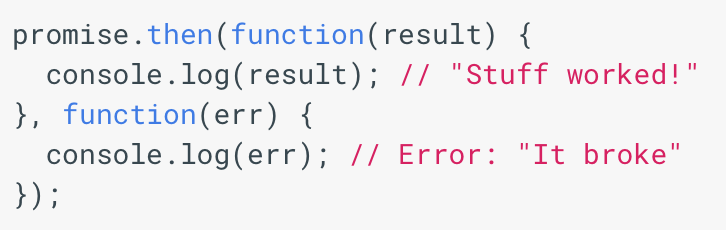 promise.then(function(result) {
  console.log(result); // "Stuff worked!"
}, function(err) {
  console.log(err); // Error: "It broke"
});